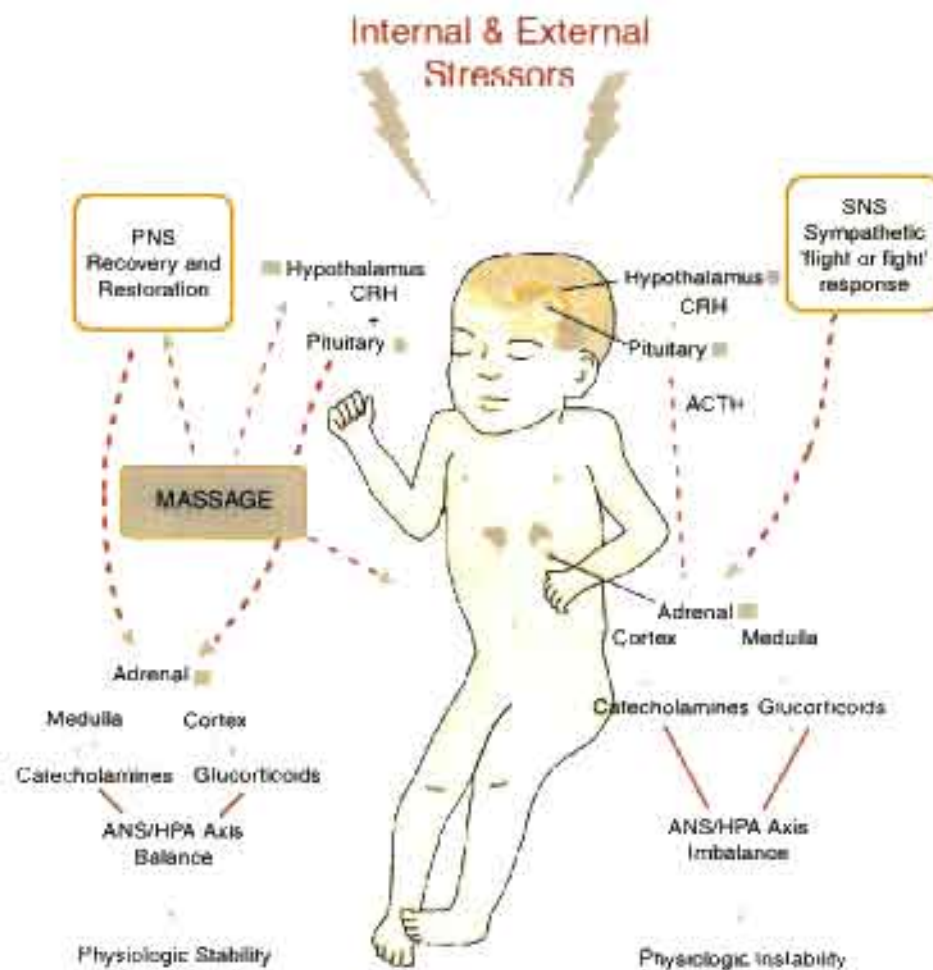 Internal & External
Stressors
PNS
Recovery and
Restoration
Hypothalamus
CRH
+
Pituitary
MASSAGE
Adrenal
Medulla
Cortex
Catecholamines
Glucorticoids
ANS/HPA Axis
Balance
Physiologic Stability
SNS
Sympathetic
'flight or fight'
response
Hypothalamus
CRH
Pituitary
ACTH
Adrenal
Cortex
Medulla
Catecholamines
Glucorticoids
ANS/HPA Axis
Imbalance
Physiologic Instability